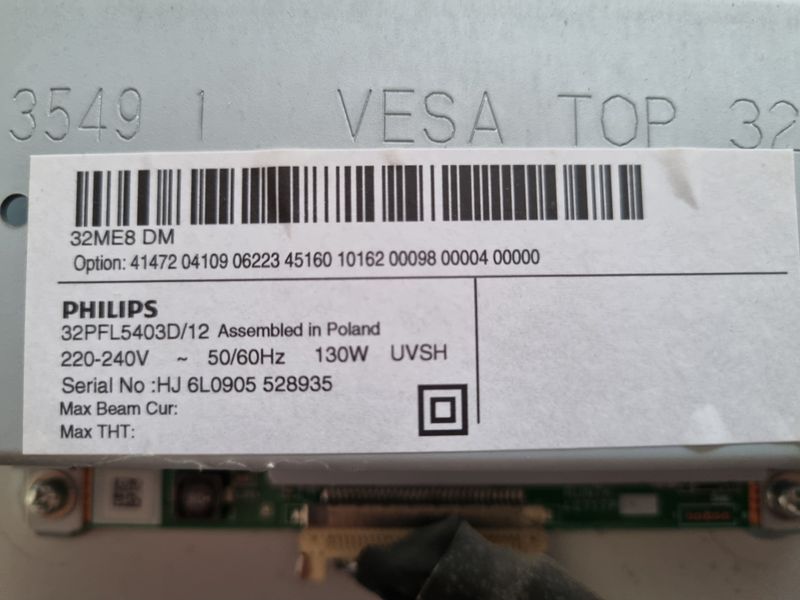 3549 1 VESA TOP 32
32ME8 DM
Option: 41472 04109 06223 45160 10162 00098 00004 00000
PHILIPS
32PFL5403D/12 Assembled in Poland
220-240V ~ 50/60Hz 130W UVSH
Serial No :HJ 6L0905 528935
Max Beam Cur:
Max THT: